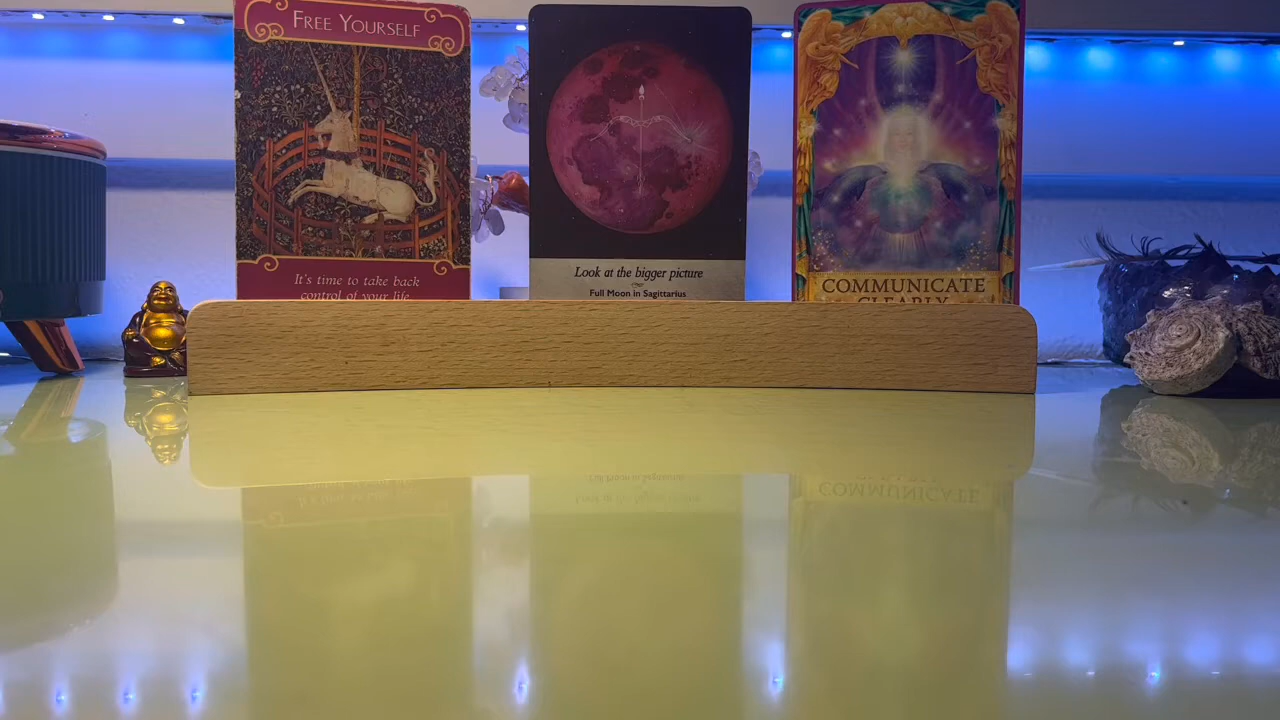 FREE YOURSELF
It's time to take back
control of your life.
Look at the bigger picture
Full Moon in Sagittarius
COMMUNICATE
CLEARLY